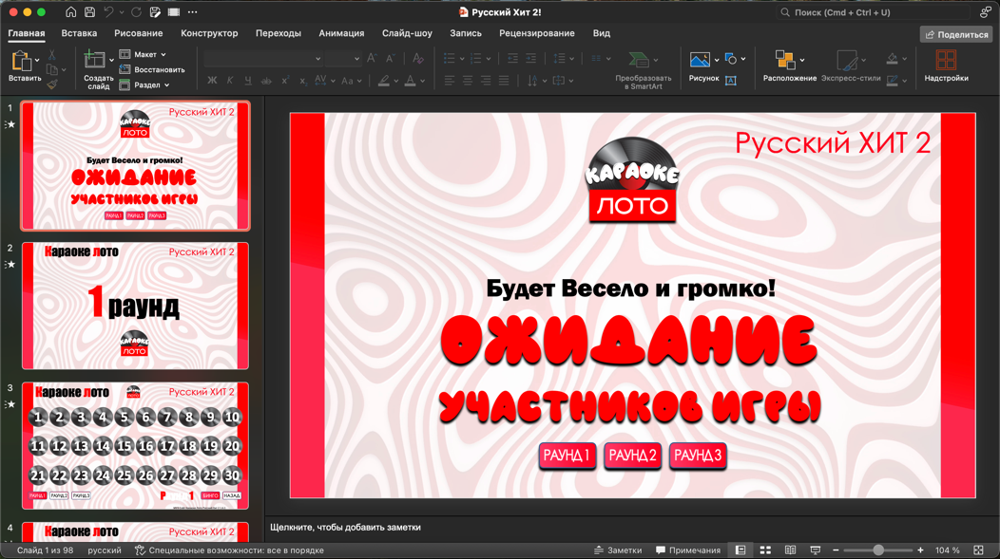 Русский Хит 2!
Поиск (Cmd + Ctrl + U)
Главная Вставка Рисование Конструктор Переходы Анимация Слайд-шоу Запись Рецензирование Вид
Поделиться
Вставить
Создать слайд
Макет
Восстановить
Раздел
Ж К Ч ab x x AV Aa
Преобразовать в SmartArt
Рисунок
Упорядочить
Экспресс-стили
Надстройки
1
Русский ХИТ 2
КАРАОКЕ
ЛОТО
Будет Весело и громко!
ОЖИДАНИЕ
УЧАСТНИКОВ ИГРЫ
РАУНД 1 РАУНД 2 РАУНД 3
2
Караоке лото
Русский ХИТ 2
1 раунд
КАРАОКЕ
ЛОТО
3
Караоке лото
Русский ХИТ 2
1 2 3 4 5 6 7 8 9 10
11 12 13 14 15 16 17 18 19 20
21 22 23 24 25 26 27 28 29 30
РАУНД 1 РАУНД 2 РАУНД 3
БИНГО НАЗАД
4
Караоке лото
Русский ХИТ 2
Русский ХИТ 2
КАРАОКЕ
ЛОТО
Будет Весело и громко!
ОЖИДАНИЕ
УЧАСТНИКОВ ИГРЫ
РАУНД 1 РАУНД 2 РАУНД 3
Щелкните, чтобы добавить заметки
Слайд 1 из 98 русский Специальные возможности: все в порядке Заметки Примечания 104 %